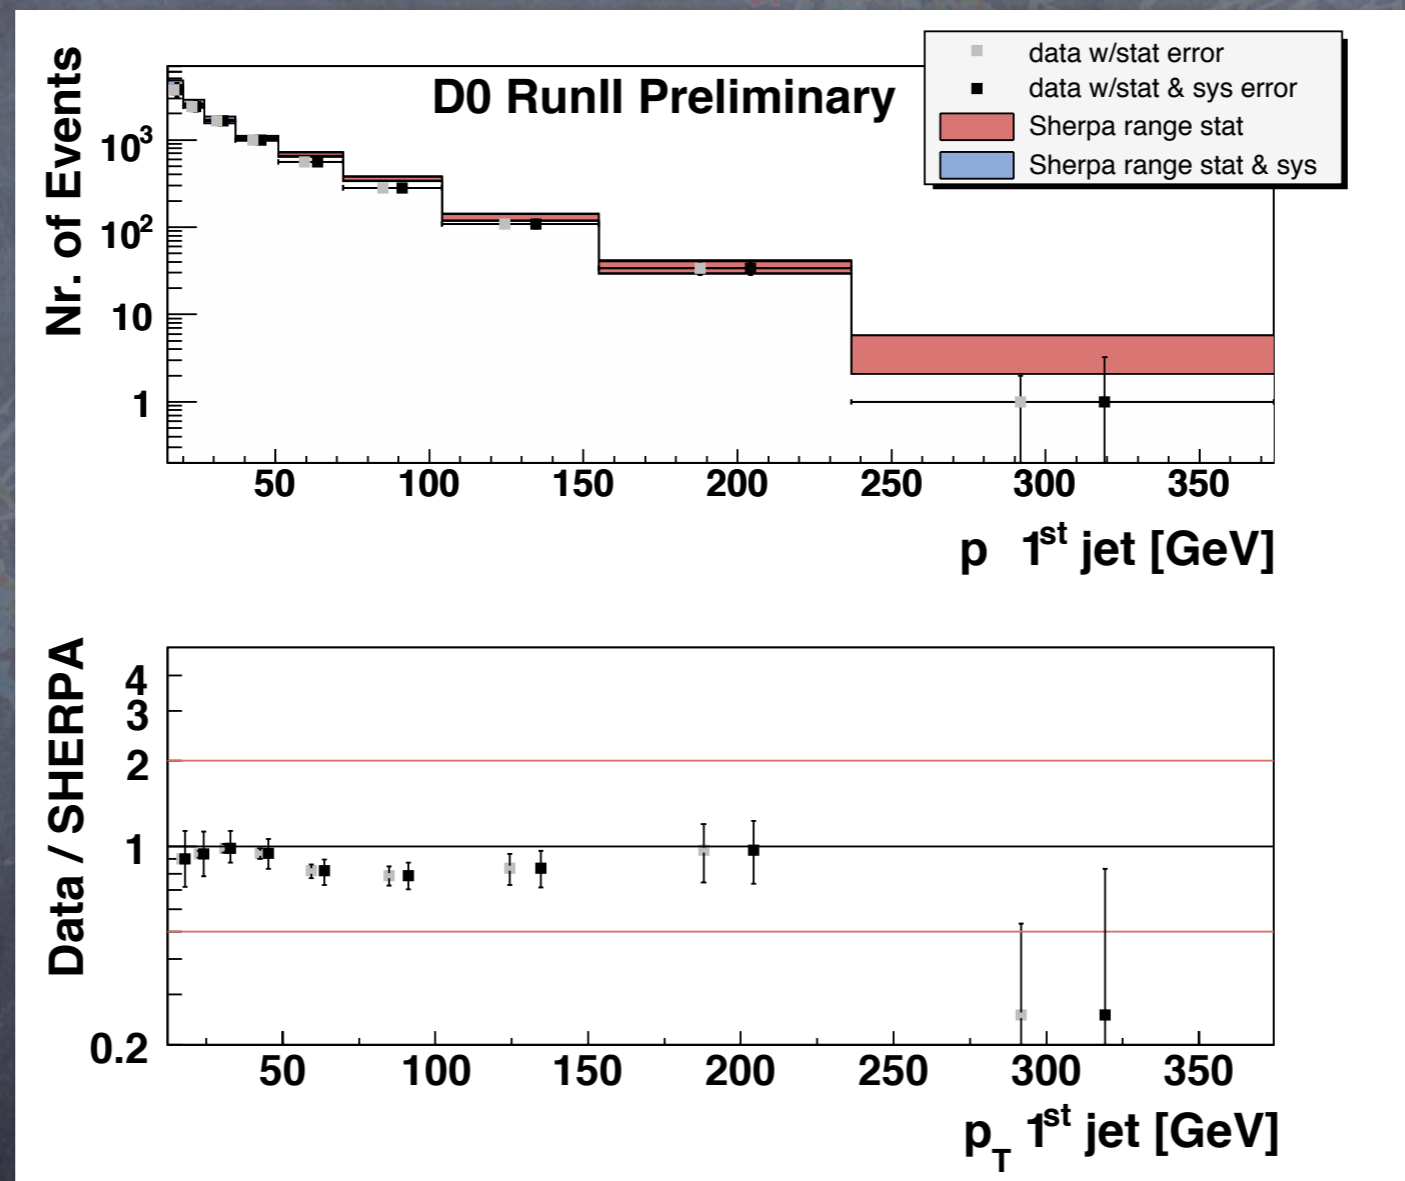 D0 RunII Preliminary
data w/stat error
data w/stat & sys error
Sherpa range stat
Sherpa range stat & sys
Nr. of Events
10³
10²
10
1
50 100 150 200 250 300 350
p 1st jet [GeV]
Data / SHERPA
4
3
2
1
0.2
50 100 150 200 250 300 350
p_T 1st jet [GeV]